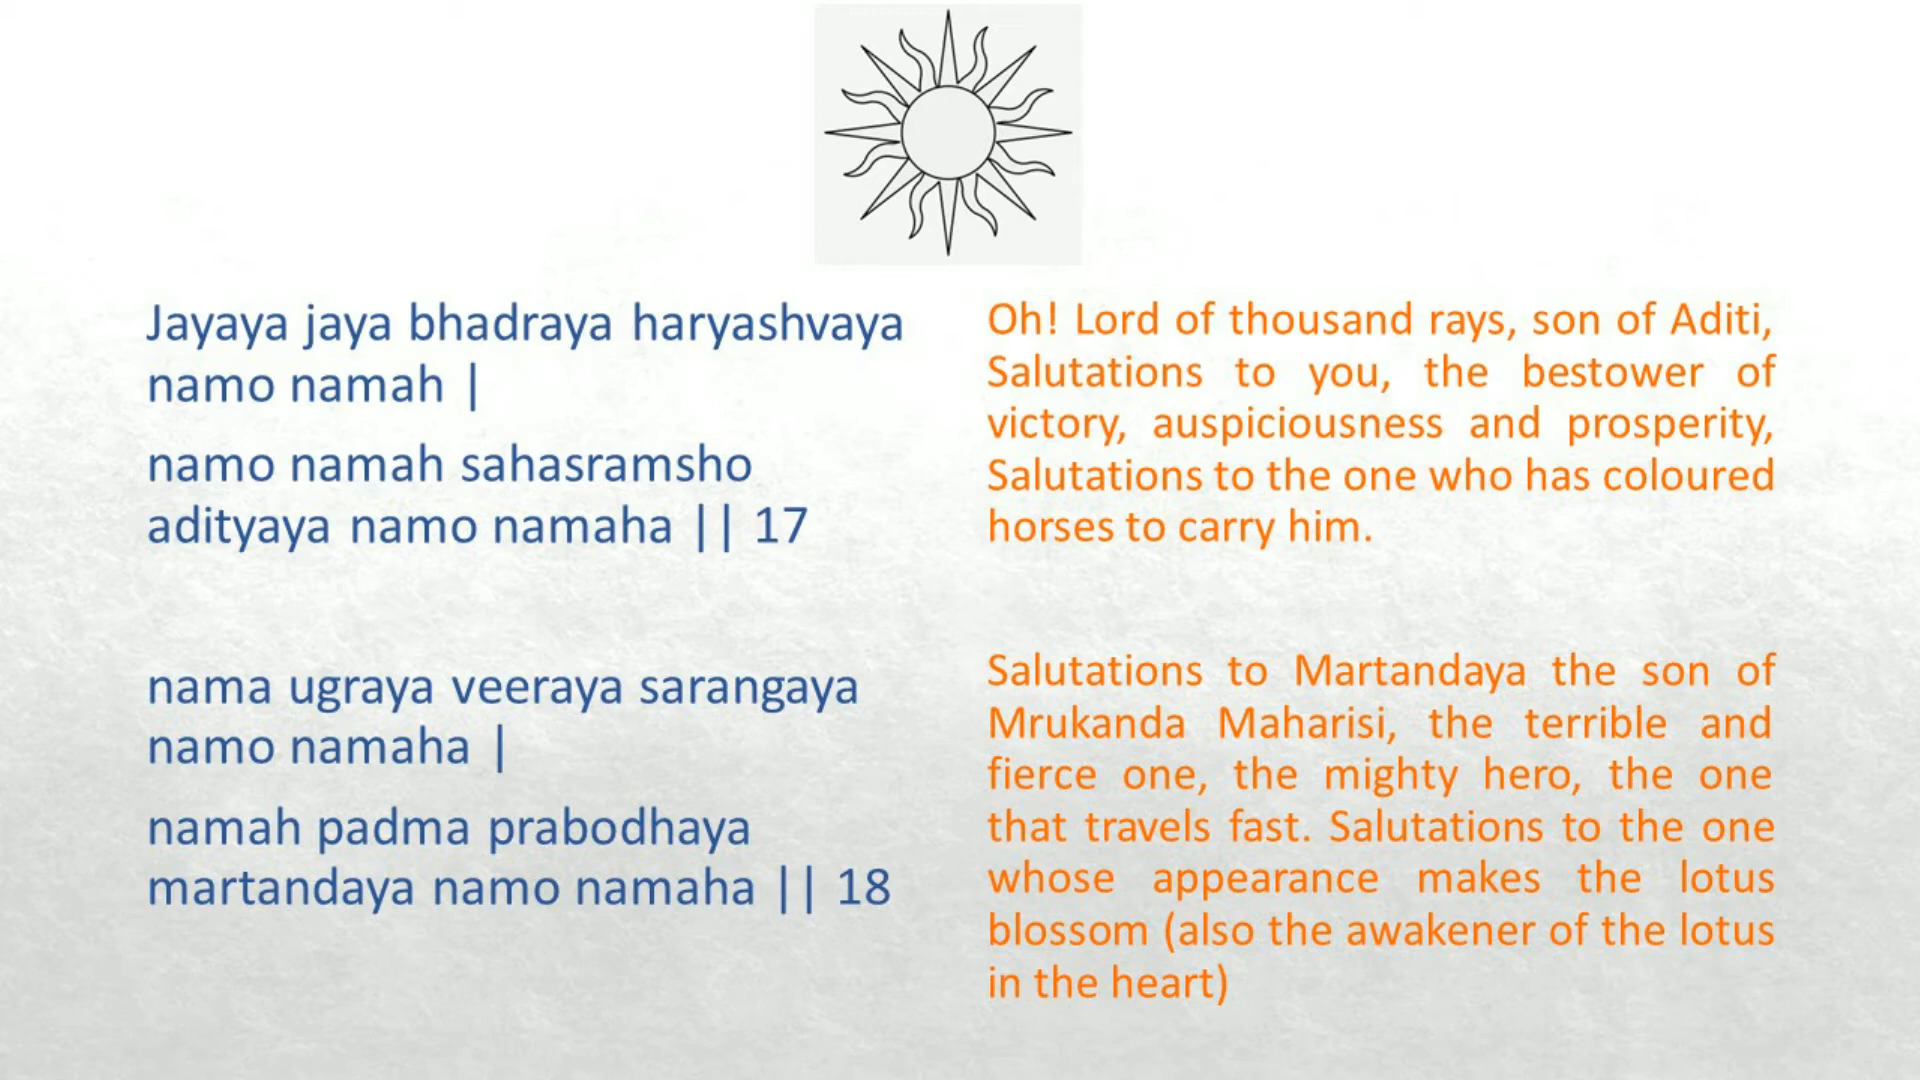 Jayaya jaya bhadraya haryashvaya
namo namah |
namo namah sahasramsho
adityaya namo namaha || 17
nama ugraya veeraya sarangaya
namo namaha |
namah padma prabodhaya
martandaya namo namaha || 18
Oh! Lord of thousand rays, son of Aditi,
Salutations to you, the bestower of
victory, auspiciousness and prosperity,
Salutations to the one who has coloured
horses to carry him.
Salutations to Martandaya the son of
Mrukanda Maharisi, the terrible and
fierce one, the mighty hero, the one
that travels fast. Salutations to the one
whose appearance makes the lotus
blossom (also the awakener of the lotus
in the heart)